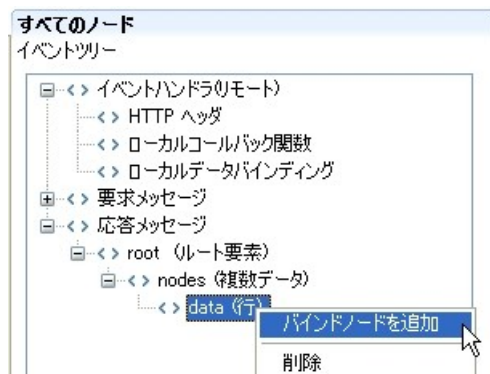 すべてのノード
イベントツリー
イベントハンドラ(リモート)
HTTP ヘッダ
ローカルコールバック関数
ローカルデータバインディング
要求メッセージ
応答メッセージ
root (ルート要素)
nodes (複数データ)
data (行)
バインドノードを追加
削除